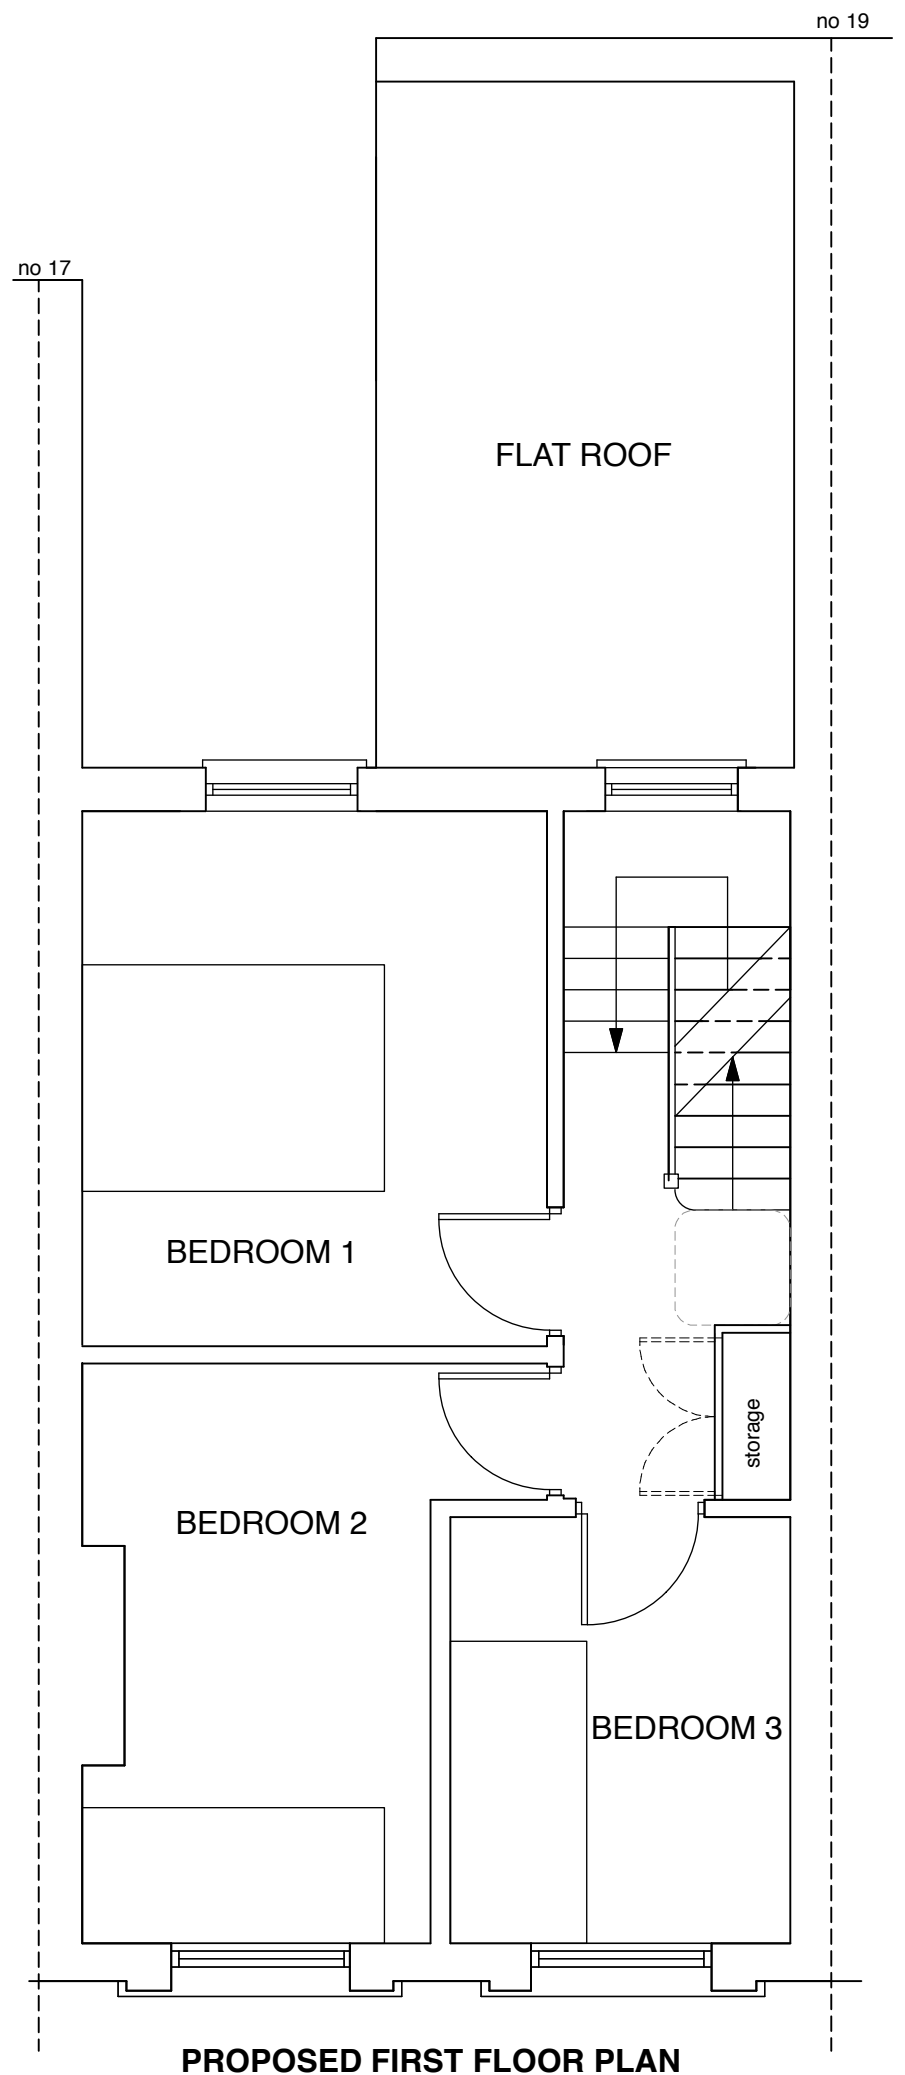 no 19
no 17
FLAT ROOF
BEDROOM 1
storage
BEDROOM 2
BEDROOM 3
PROPOSED FIRST FLOOR PLAN